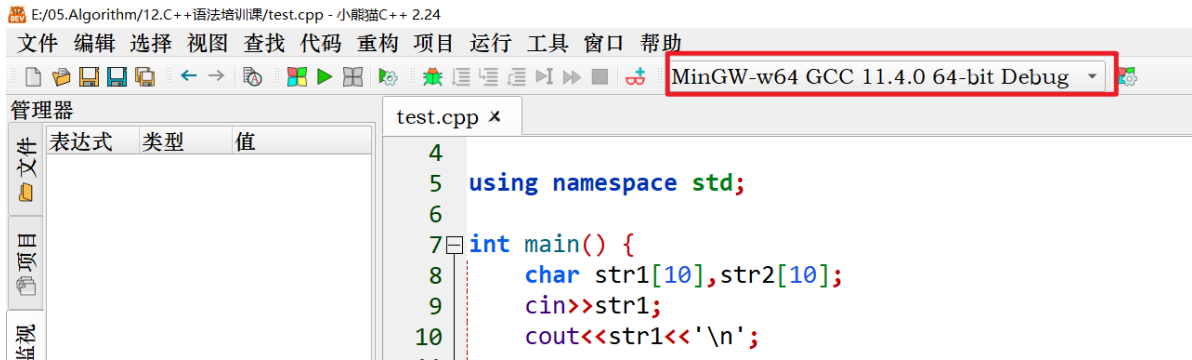 E:/05.Algorithm/12.C++语法培训课/test.cpp - 小熊猫C++ 2.24
文件 编辑 选择 视图 查找 代码 重构 项目 运行 工具 窗口 帮助
MinGW-w64 GCC 11.4.0 64-bit Debug
管理器
test.cpp
文件
表达式 类型 值
项目
监视
4
5 using namespace std;
6
7 int main() {
8 char str1[10],str2[10];
9 cin>>str1;
10 cout<<str1<<'\n';